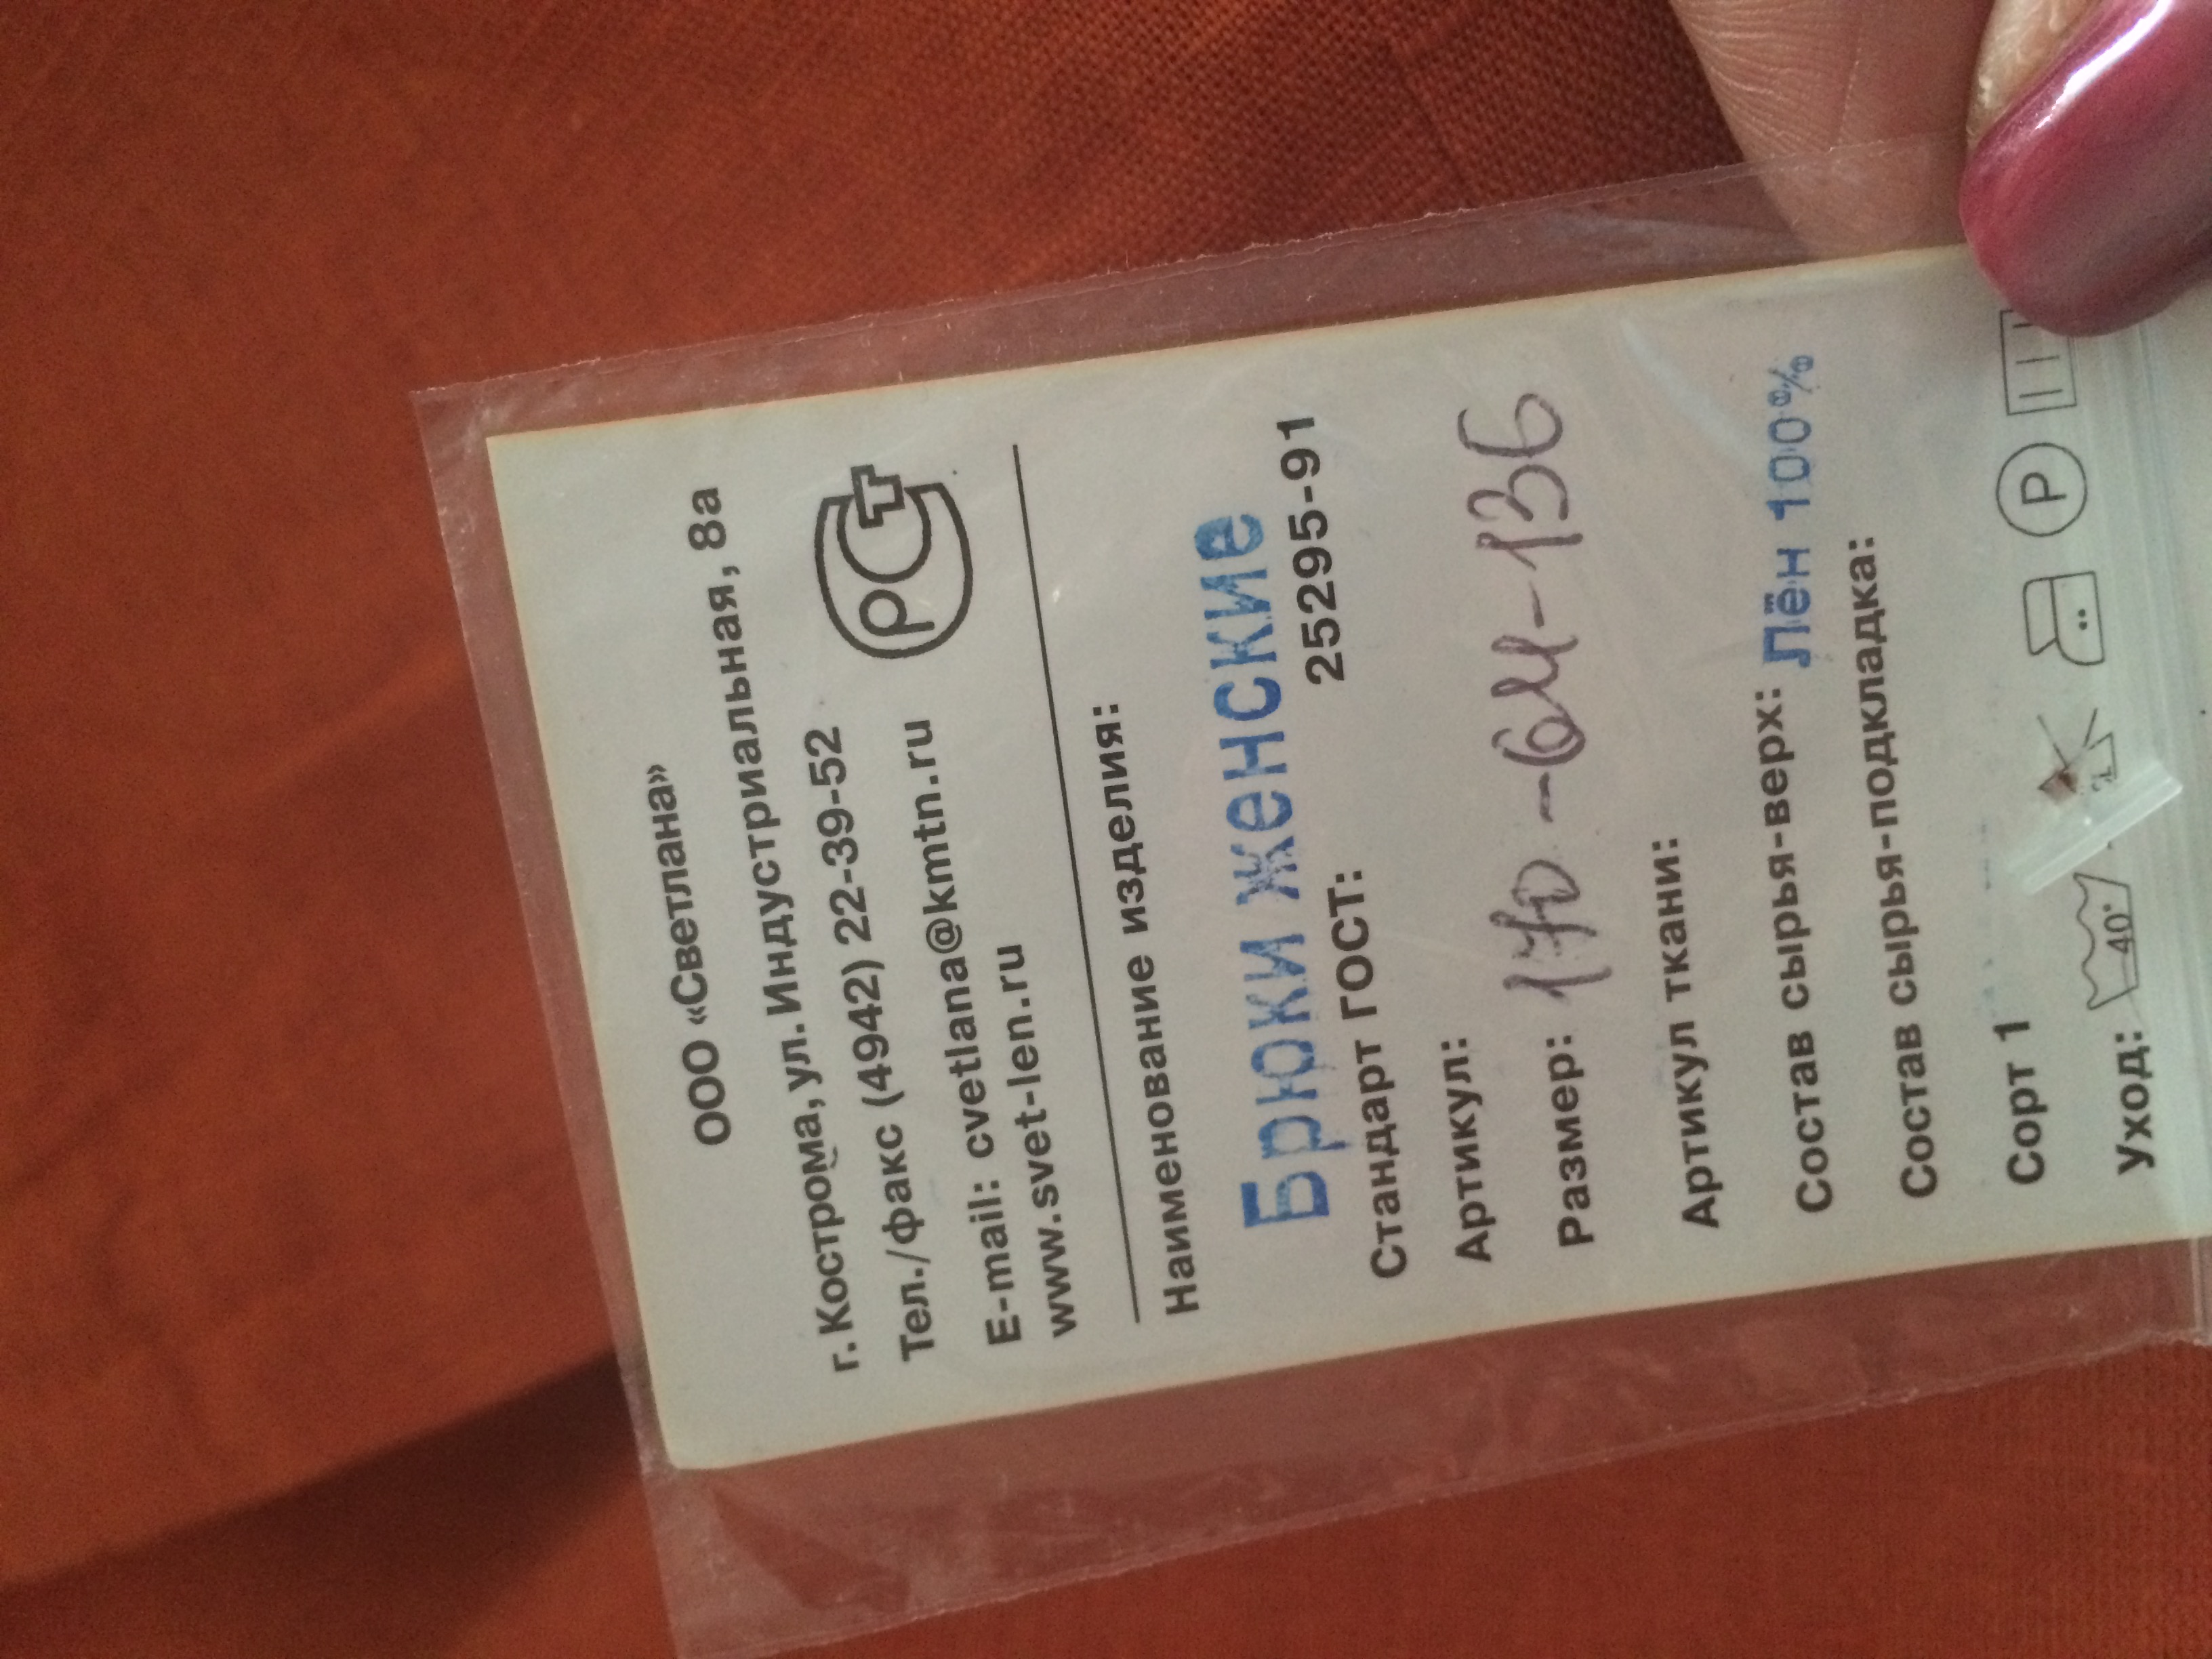 ООО «Светлана»
г. Кострома, ул. Индустриальная, 8а
Тел./факс (4942) 22-39-52
E-mail: cvetlana@kmtn.ru
www.svet-len.ru
РСТ
Наименование изделия:
Брюки женские
Стандарт ГОСТ: 25295-91
Артикул:
Размер: 170-64-136
Артикул ткани:
Состав сырья-верх: Лён 100%
Состав сырья-подкладка:
Сорт 1
Уход: 40° P